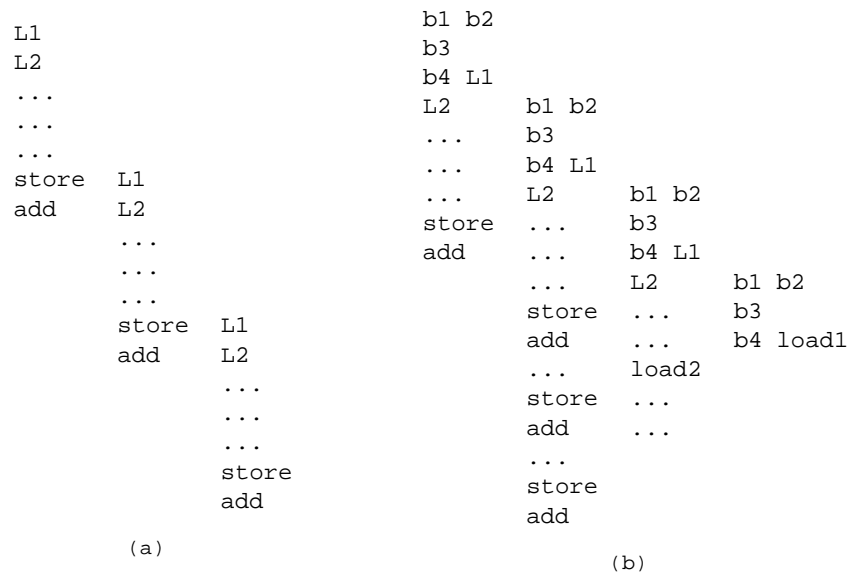 L1
L2
...
...
...
store L1
add L2
...
...
...
store L1
add L2
...
...
...
store
add
(a)
b1 b2
b3
b4 L1
L2 b1 b2
... b3
... b4 L1
... L2 b1 b2
store ... b3
add ... b4 L1
... L2 b1 b2
store ... b3
add ... b4 load1
... load2
store ...
add ...
...
store
add
(b)